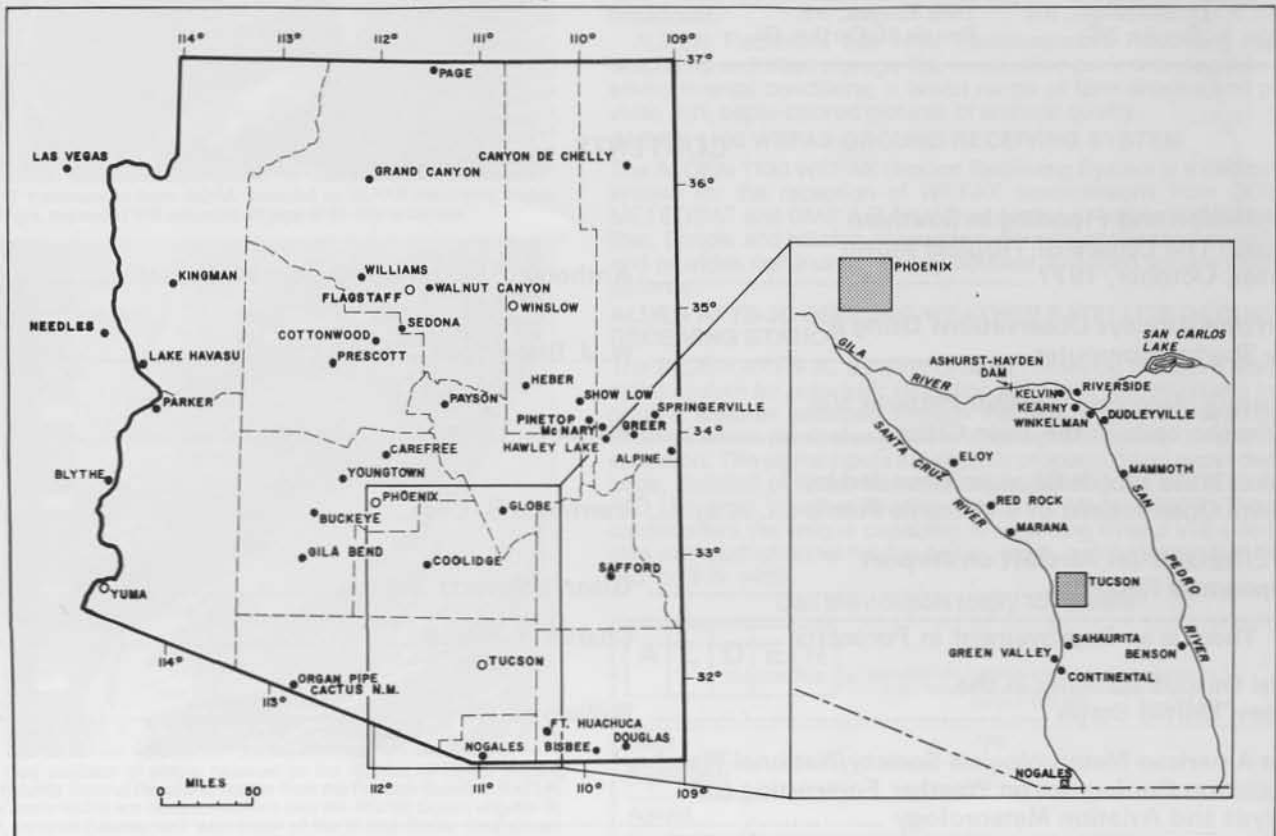 114° 113° 112° 111° 110° 109°
37°
PAGE
LAS VEGAS
CANYON DE CHELLY
GRAND CANYON
36°
KINGMAN
WILLIAMS
FLAGSTAFF
WALNUT CANYON
WINSLOW
35°
NEEDLES
SEDONA
COTTONWOOD
LAKE HAVASU
PRESCOTT
HEBER
PARKER
PAYSON
SHOW LOW
SPRINGERVILLE
PINETOP
McNARY
GREER
34°
HAWLEY LAKE
ALPINE
CAREFREE
BLYTHE
YOUNGTOWN
PHOENIX
GLOBE
BUCKEYE
GILA BEND
COOLIDGE
33°
SAFFORD
YUMA
TUCSON
114°
ORGAN PIPE
CACTUS N.M.
32°
113°
FT. HUACHUCA
NOGALES
BISBEE
DOUGLAS
MILES
0 50
112° 111° 110° 109°
PHOENIX
SAN CARLOS
LAKE
GILA
RIVER
ASHURST-HAYDEN
DAM
KELVIN
RIVERSIDE
KEARNY
DUDLEYVILLE
WINKELMAN
SANTA CRUZ
RIVER
ELOY
MAMMOTH
RED ROCK
MARANA
SAN
PEDRO
RIVER
TUCSON
SAHAURITA
BENSON
GREEN VALLEY
CONTINENTAL
NOGALES